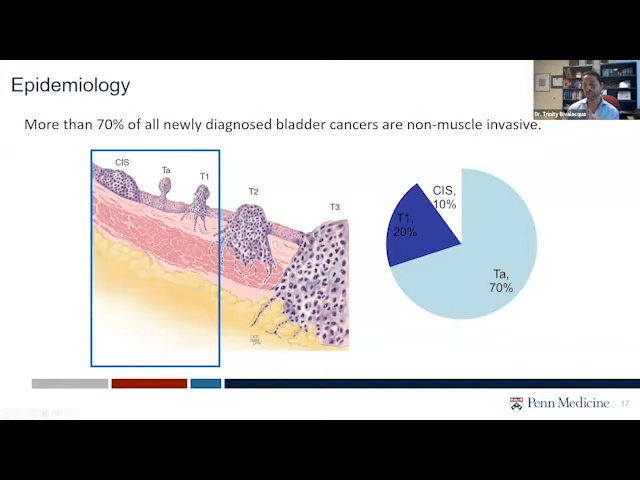 Epidemiology
Dr. Trinity Bivalacqua
More than 70% of all newly diagnosed bladder cancers are non-muscle invasive.
CIS
Ta
T1
T2
T3
CIS,
10%
T1,
20%
Ta,
70%
Penn Medicine
17